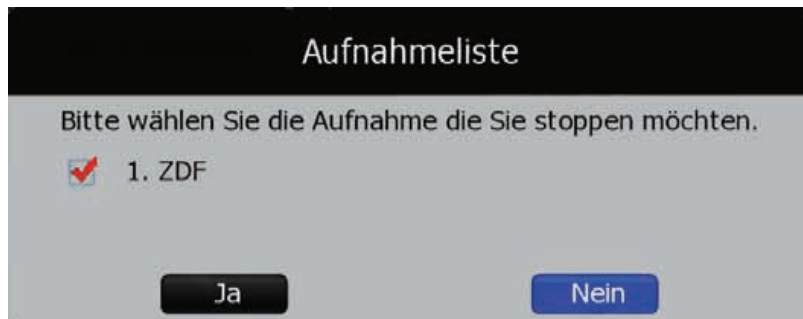 Aufnahmeliste
Bitte wählen Sie die Aufnahme die Sie stoppen möchten.
1. ZDF
Ja Nein